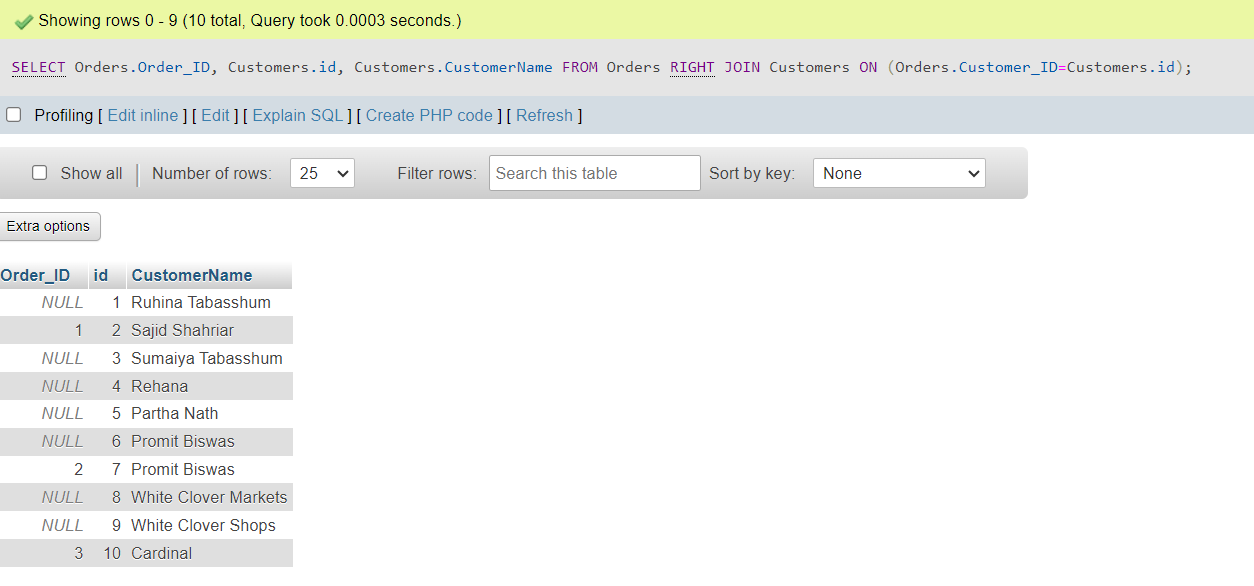 Showing rows 0 - 9 (10 total, Query took 0.0003 seconds.)
SELECT Orders.Order_ID, Customers.id, Customers.CustomerName FROM Orders RIGHT JOIN Customers ON (Orders.Customer_ID=Customers.id);
Profiling [ Edit inline ] [ Edit ] [ Explain SQL ] [ Create PHP code ] [ Refresh ]
Show all Number of rows: 25 Filter rows: Search this table Sort by key: None
Extra options
Order_ID id CustomerName
NULL 1 Ruhina Tabasshum
1 2 Sajid Shahriar
NULL 3 Sumaiya Tabasshum
NULL 4 Rehana
NULL 5 Partha Nath
NULL 6 Promit Biswas
2 7 Promit Biswas
NULL 8 White Clover Markets
NULL 9 White Clover Shops
3 10 Cardinal